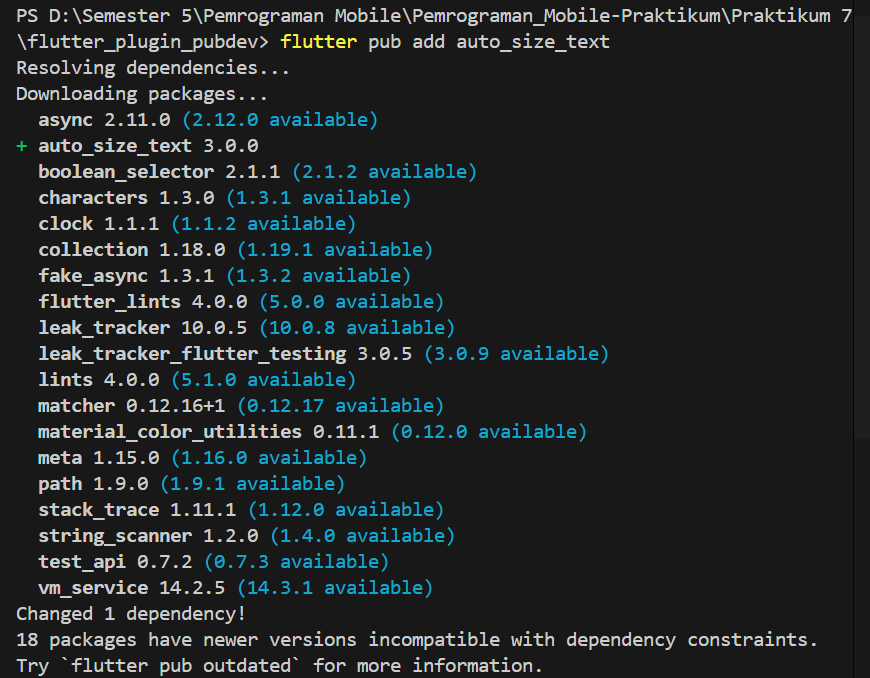 PS D:\Semester 5\Pemrograman Mobile\Pemrograman_Mobile-Praktikum\Praktikum 7
\flutter_plugin_pubdev> flutter pub add auto_size_text
Resolving dependencies...
Downloading packages...
  async 2.11.0 (2.12.0 available)
+ auto_size_text 3.0.0
  boolean_selector 2.1.1 (2.1.2 available)
  characters 1.3.0 (1.3.1 available)
  clock 1.1.1 (1.1.2 available)
  collection 1.18.0 (1.19.1 available)
  fake_async 1.3.1 (1.3.2 available)
  flutter_lints 4.0.0 (5.0.0 available)
  leak_tracker 10.0.5 (10.0.8 available)
  leak_tracker_flutter_testing 3.0.5 (3.0.9 available)
  lints 4.0.0 (5.1.0 available)
  matcher 0.12.16+1 (0.12.17 available)
  material_color_utilities 0.11.1 (0.12.0 available)
  meta 1.15.0 (1.16.0 available)
  path 1.9.0 (1.9.1 available)
  stack_trace 1.11.1 (1.12.0 available)
  string_scanner 1.2.0 (1.4.0 available)
  test_api 0.7.2 (0.7.3 available)
  vm_service 14.2.5 (14.3.1 available)
Changed 1 dependency!
18 packages have newer versions incompatible with dependency constraints.
Try `flutter pub outdated` for more information.